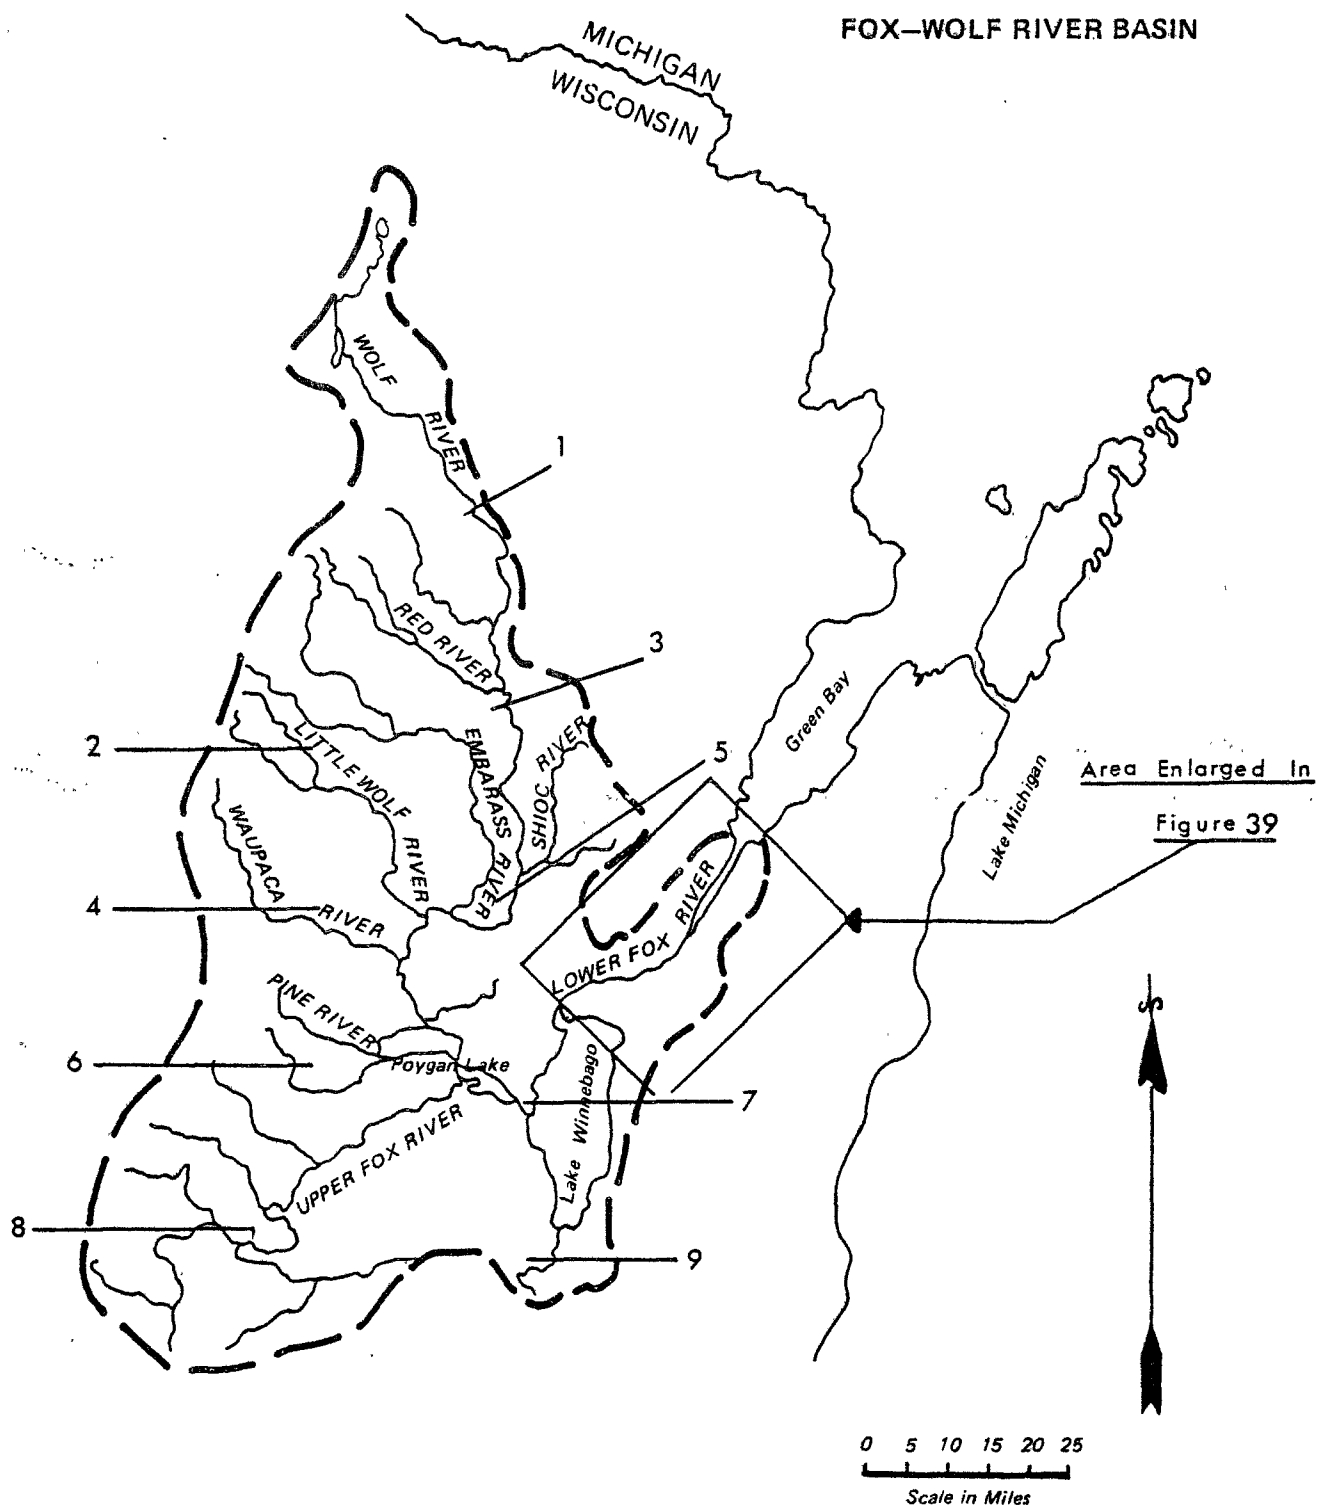 FOX—WOLF RIVER BASIN
MICHIGAN
WISCONSIN
WOLF RIVER
1
RED RIVER
3
2
LITTLE WOLF RIVER
EMBARASS RIVER
SHIOC RIVER
5
Green Bay
Lake Michigan
Area Enlarged In
Figure 39
WAUPACA RIVER
4
LOWER FOX RIVER
PINE RIVER
6
Poygan Lake
Lake Winnebago
7
UPPER FOX RIVER
8
9
0 5 10 15 20 25
Scale in Miles